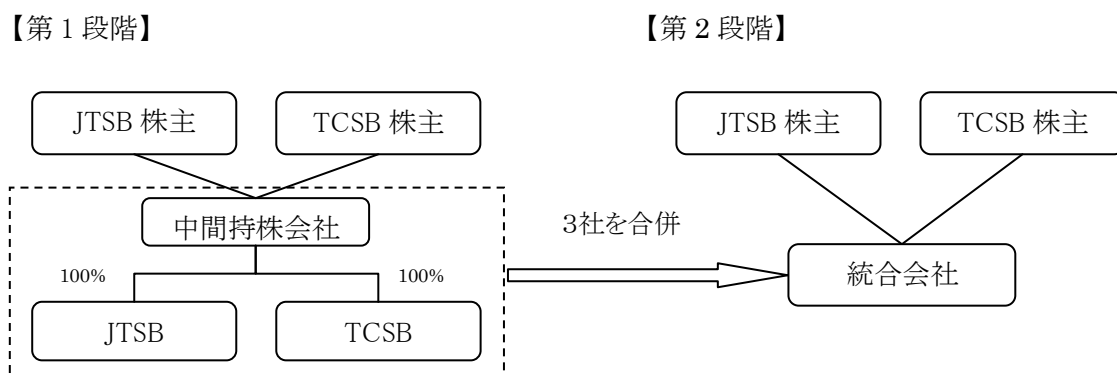 【第 1 段階】
【第 2 段階】
JTSB 株主
TCSB 株主
JTSB 株主
TCSB 株主
中間持株会社
3社を合併
100%
100%
統合会社
JTSB
TCSB